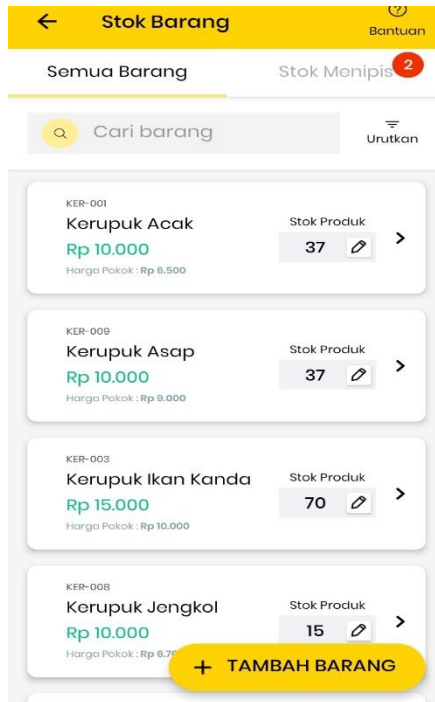 Stok Barang
Bantuan
Semua Barang
Stok Menipis 2
Cari barang
Urutkan
KER-001
Kerupuk Acak
Rp 10.000
Harga Pokok : Rp 6.500
Stok Produk
37
KER-009
Kerupuk Asap
Rp 10.000
Harga Pokok : Rp 9.000
Stok Produk
37
KER-003
Kerupuk Ikan Kanda
Rp 15.000
Harga Pokok : Rp 10.000
Stok Produk
70
KER-008
Kerupuk Jengkol
Rp 10.000
Harga Pokok : Rp
Stok Produk
15
+ TAMBAH BARANG